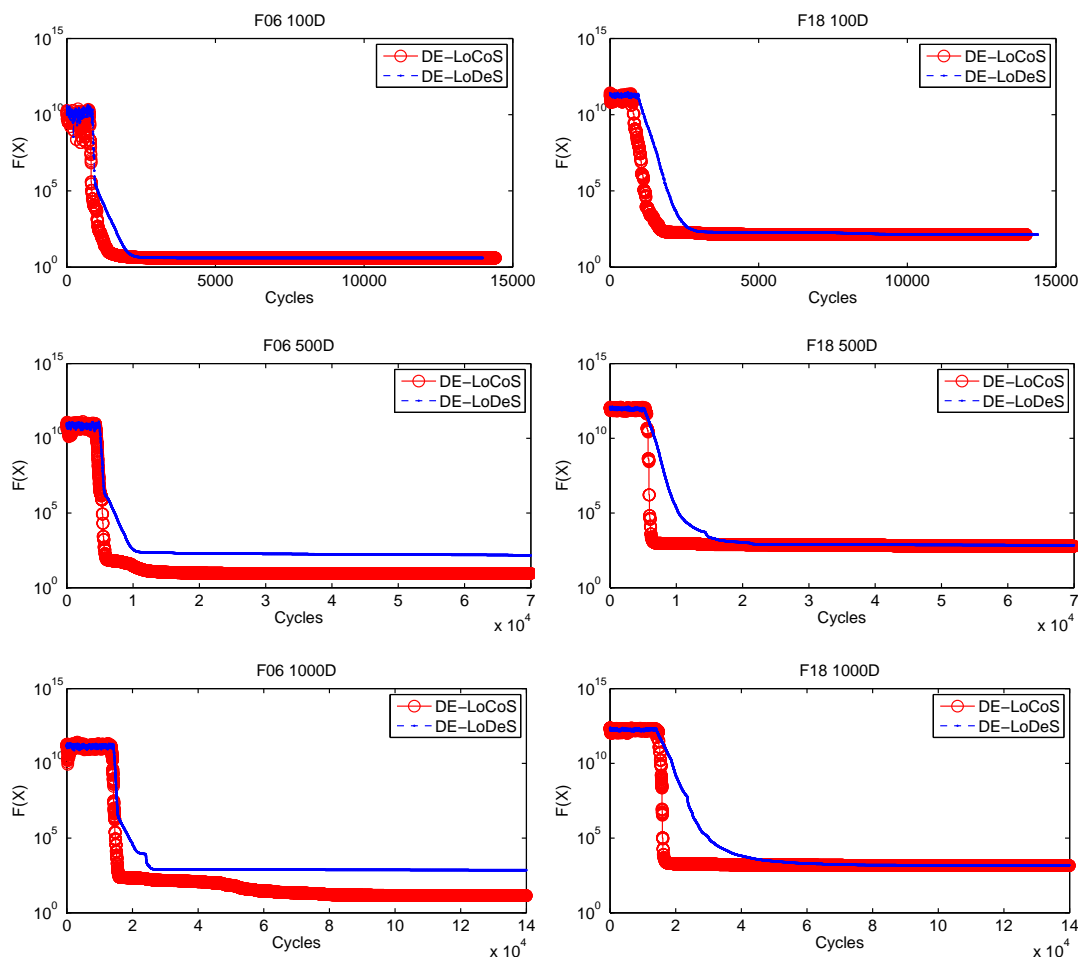 F06 100D
10^15
10^10
10^5
10^0
F(X)
0 5000 10000 15000
Cycles
DE-LoCoS
DE-LoDeS
F18 100D
10^15
10^10
10^5
10^0
F(X)
0 5000 10000 15000
Cycles
DE-LoCoS
DE-LoDeS
F06 500D
10^15
10^10
10^5
10^0
F(X)
0 1 2 3 4 5 6 7
x 10^4
Cycles
DE-LoCoS
DE-LoDeS
F18 500D
10^15
10^10
10^5
10^0
F(X)
0 1 2 3 4 5 6 7
x 10^4
Cycles
DE-LoCoS
DE-LoDeS
F06 1000D
10^15
10^10
10^5
10^0
F(X)
0 2 4 6 8 10 12 14
x 10^4
Cycles
DE-LoCoS
DE-LoDeS
F18 1000D
10^15
10^10
10^5
10^0
F(X)
0 2 4 6 8 10 12 14
x 10^4
Cycles
DE-LoCoS
DE-LoDeS